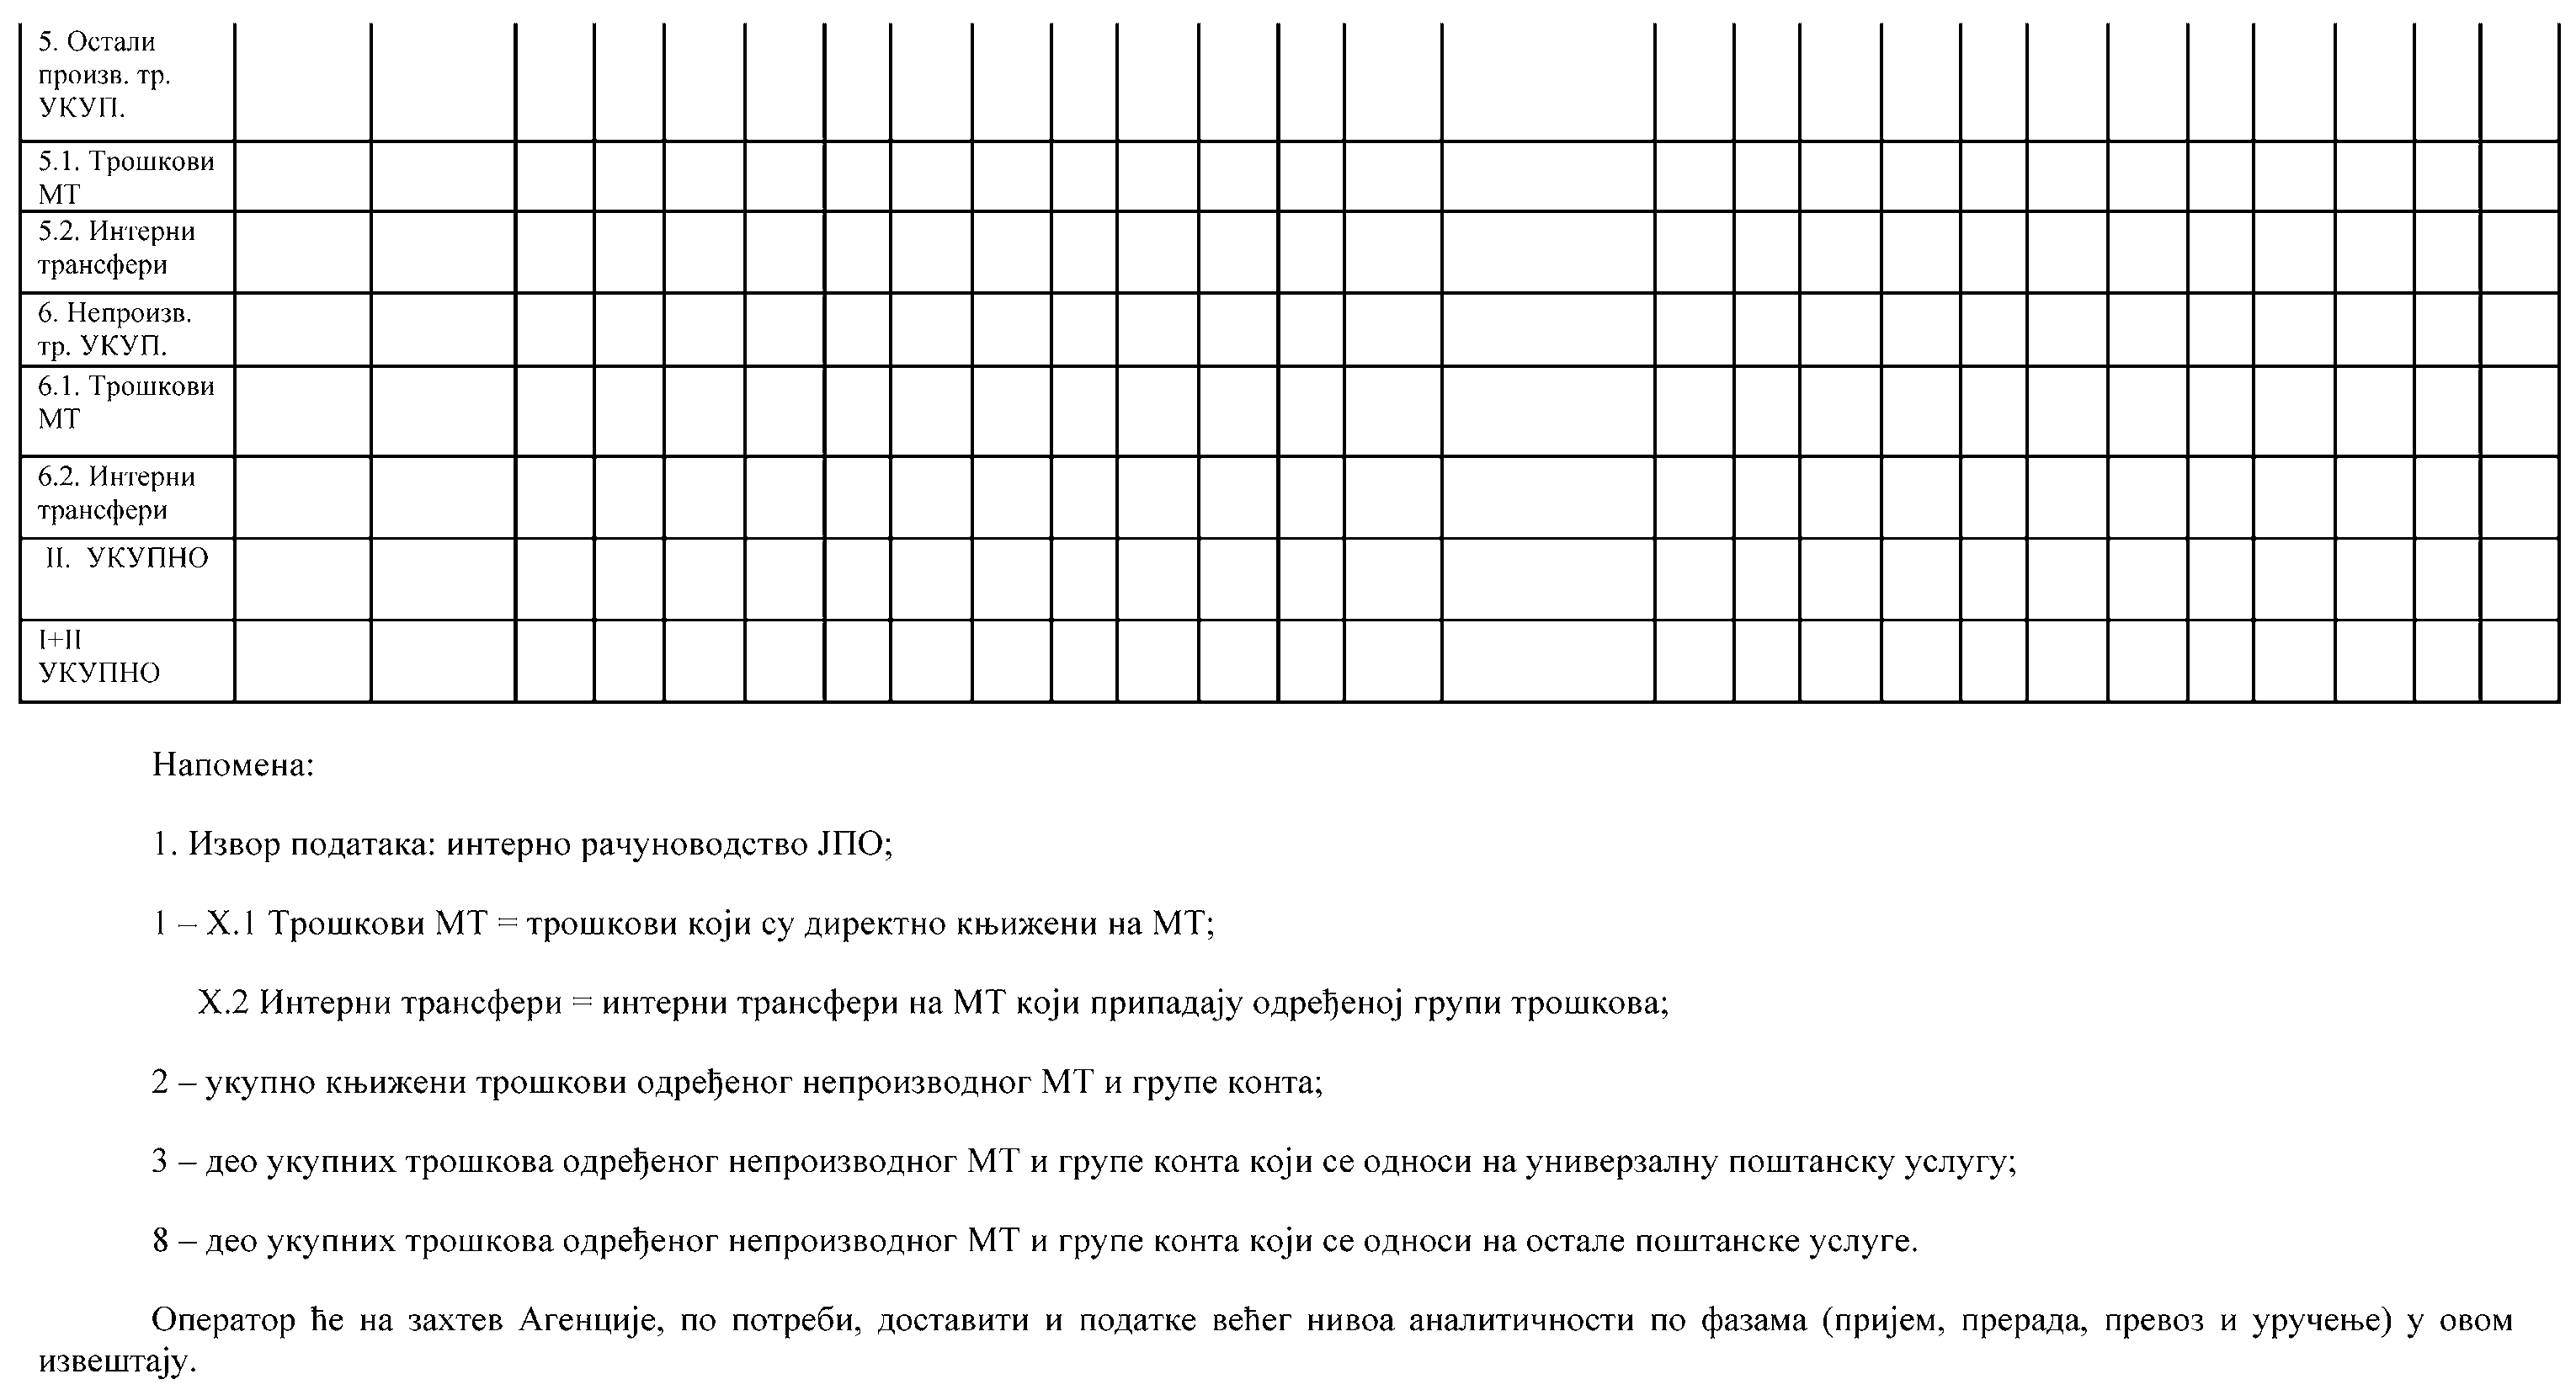 5. Остали
произв. тр.
УКУП.
5.1. Трошкови
МТ
5.2. Интерни
трансфери
6. Непроизв.
тр. УКУП.
6.1. Трошкови
МТ
6.2. Интерни
трансфери
II. УКУПНО
I+II
УКУПНО
Напомена:
1. Извор података: интерно рачуноводство ЈПО;
1 – X.1 Трошкови МТ = трошкови који су директно књижени на МТ;
X.2 Интерни трансфери = интерни трансфери на МТ који припадају одређеној групи трошкова;
2 – укупно књижени трошкови одређеног непроизводног МТ и групе конта;
3 – део укупних трошкова одређеног непроизводног МТ и групе конта који се односи на универзалну поштанску услугу;
8 – део укупних трошкова одређеног непроизводног МТ и групе конта који се односи на остале поштанске услуге.
Оператор ће на захтев Агенције, по потреби, доставити и податке већег нивоа аналитичности по фазама (пријем, прерада, превоз и уручење) у овом
извештају.